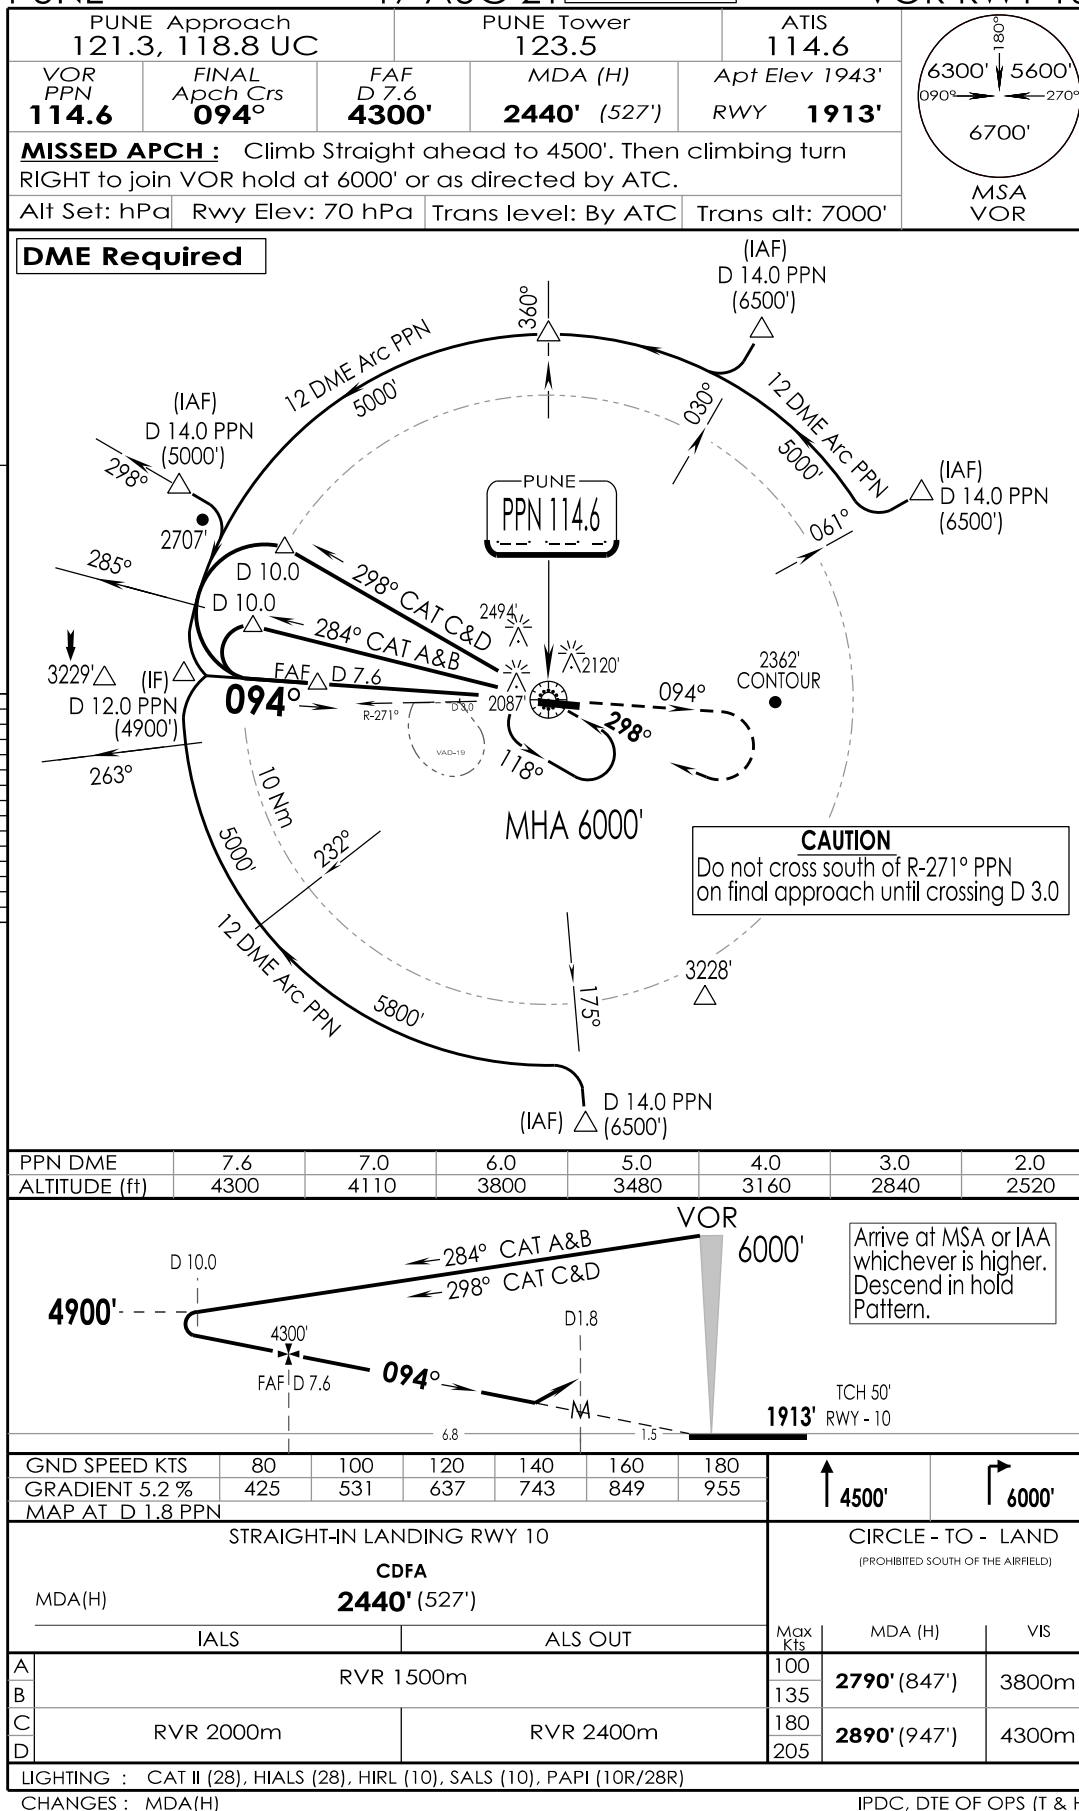 PUNE Approach
121.3, 118.8 UC
PUNE Tower
123.5
ATIS
114.6
VOR
PPN
114.6
FINAL
Apch Crs
094°
FAF
D 7.6
4300'
MDA (H)
2440' (527')
Apt Elev 1943'
RWY 1913'
180°
6300' 5600'
090° 270°
6700'
MSA
VOR
MISSED APCH : Climb Straight ahead to 4500'. Then climbing turn
RIGHT to join VOR hold at 6000' or as directed by ATC.
Alt Set: hPa Rwy Elev: 70 hPa Trans level: By ATC Trans alt: 7000'
DME Required
(IAF)
D 14.0 PPN
(6500')
360°
12 DME Arc PPN
5000'
030°
12 DME Arc PPN
5000'
(IAF)
D 14.0 PPN
(5000')
298°
2707'
(IAF)
D 14.0 PPN
(6500')
061°
PUNE
PPN 114.6
285°
D 10.0
D 10.0
298° CAT C&D
284° CAT A&B
2494'
2120'
2362'
CONTOUR
3229'
(IF)
D 12.0 PPN
(4900')
FAF D 7.6
094°
R-271°
D 3.0
2087'
094°
298°
118°
VAD-19
263°
10 Nm
MHA 6000'
5000'
232°
CAUTION
Do not cross south of R-271° PPN
on final approach until crossing D 3.0
12 DME Arc PPN
5800'
175°
3228'
(IAF)
D 14.0 PPN
(6500')
PPN DME 7.6 7.0 6.0 5.0 4.0 3.0 2.0
ALTITUDE (ft) 4300 4110 3800 3480 3160 2840 2520
VOR
6000'
D 10.0
284° CAT A&B
298° CAT C&D
4900'
4300'
FAF D 7.6
094°
D1.8
M
6.8
1.5
Arrive at MSA or IAA
whichever is higher.
Descend in hold
Pattern.
TCH 50'
1913' RWY - 10
GND SPEED KTS 80 100 120 140 160 180
GRADIENT 5.2 % 425 531 637 743 849 955
MAP AT D 1.8 PPN
4500'
6000'
STRAIGHT-IN LANDING RWY 10
CDFA
MDA(H) 2440' (527')
IALS ALS OUT
A
B
RVR 1500m
C
D
RVR 2000m RVR 2400m
CIRCLE - TO - LAND
(PROHIBITED SOUTH OF THE AIRFIELD)
Max
Kts
MDA (H) VIS
100
135
2790' (847') 3800m
180
205
2890' (947') 4300m
LIGHTING : CAT II (28), HIALS (28), HIRL (10), SALS (10), PAPI (10R/28R)
CHANGES : MDA(H)
IPDC, DTE OF OPS (T &